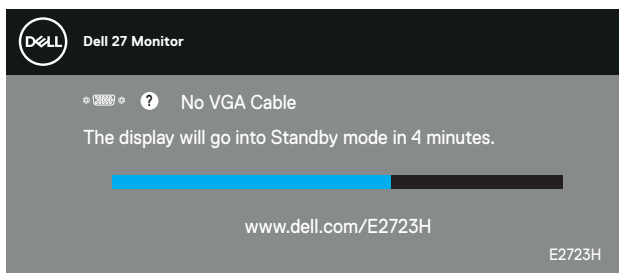 DELL
Dell 27 Monitor
? No VGA Cable
The display will go into Standby mode in 4 minutes.
www.dell.com/E2723H
E2723H